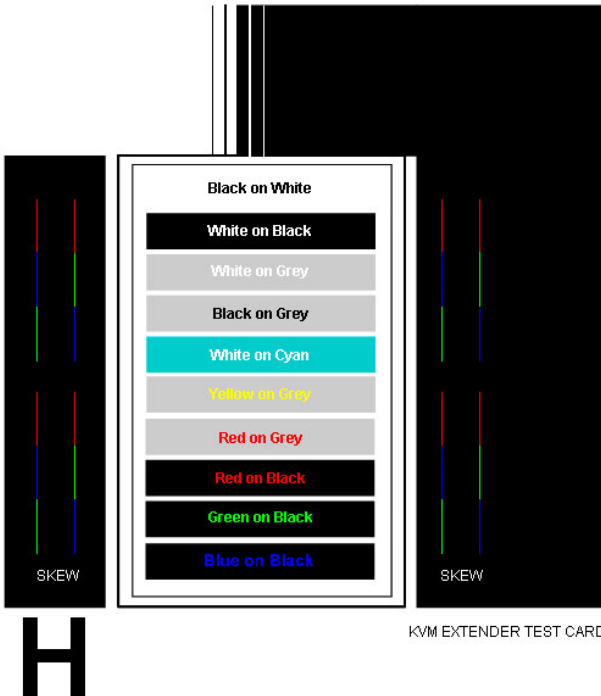 Black on White
White on Black
White on Grey
Black on Grey
White on Cyan
Yellow on Grey
Red on Grey
Red on Black
Green on Black
Blue on Black
SKEW
SKEW
KVM EXTENDER TEST CARD
H